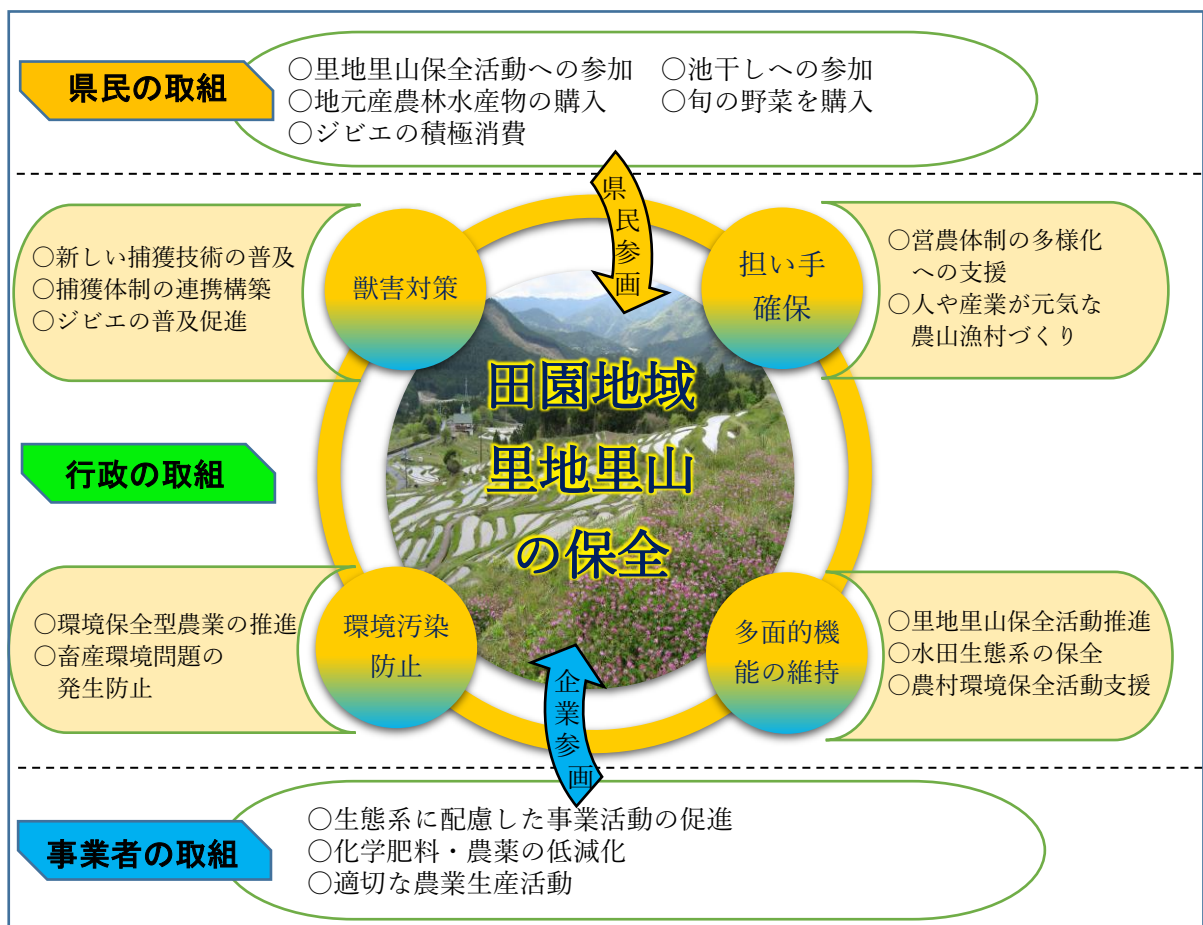 県民の取組
○里地里山保全活動への参加　○池干しへの参加
○地元産農林水産物の購入　○旬の野菜を購入
○ジビエの積極消費
県民参画
○新しい捕獲技術の普及
○捕獲体制の連携構築
○ジビエの普及促進
獣害対策
担い手
確保
○営農体制の多様化
への支援
○人や産業が元気な
農山漁村づくり
田園地域
里地里山
の保全
行政の取組
○環境保全型農業の推進
○畜産環境問題の
発生防止
環境汚染
防止
多面的機
能の維持
○里地里山保全活動推進
○水田生態系の保全
○農村環境保全活動支援
企業参画
事業者の取組
○生態系に配慮した事業活動の促進
○化学肥料・農薬の低減化
○適切な農業生産活動